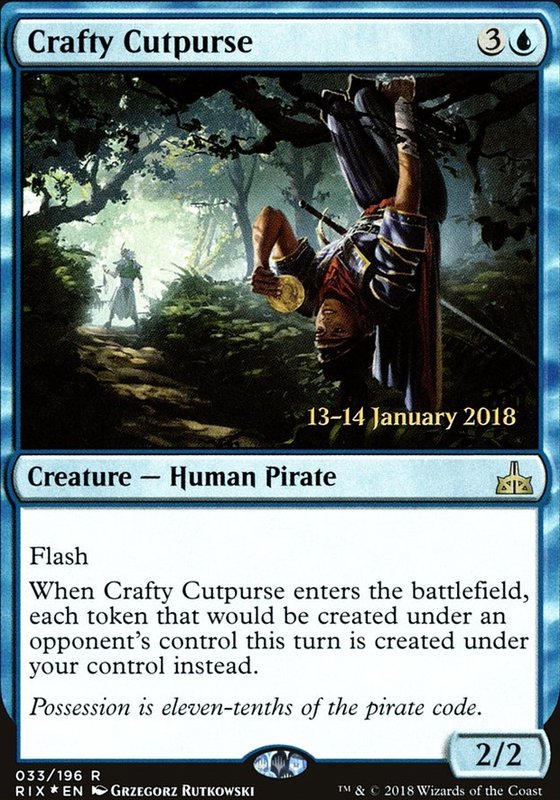 Crafty Cutpurse 3
13–14 January 2018
Creature — Human Pirate
Flash
When Crafty Cutpurse enters the battlefield,
each token that would be created under an
opponent's control this turn is created under
your control instead.
Possession is eleven-tenths of the pirate code.
2/2
033/196 R
RIX★EN Grzegorz Rutkowski
™ & © 2018 Wizards of the Coast